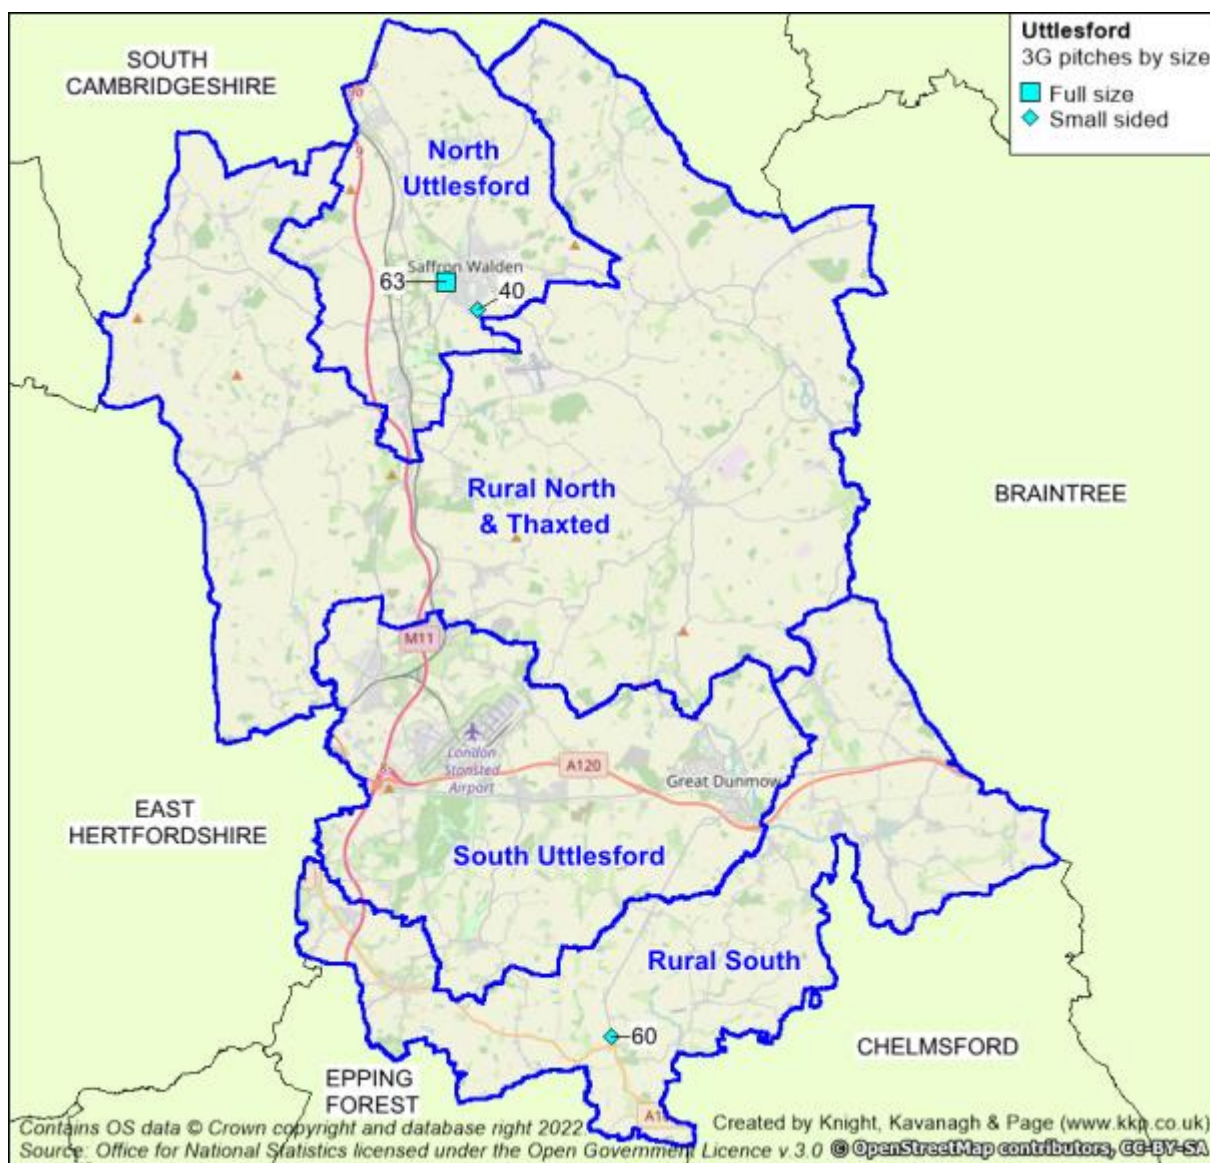 Uttlesford
3G pitches by size
Full size
Small sided
SOUTH
CAMBRIDGESHIRE
10
9
North
Uttlesford
Saffron Walden
63
40
Rural North
& Thaxted
BRAINTREE
M11
London
Stansted
Airport
A120
Great Dunmow
8
EAST
HERTFORDSHIRE
South Uttlesford
Rural South
60
CHELMSFORD
EPPING
FOREST
Contains OS data © Crown copyright and database right 2022.
Created by Knight, Kavanagh & Page (www.kkp.co.uk)
Source: Office for National Statistics licensed under the Open Government Licence v.3.0 © OpenStreetMap contributors, CC-BY-SA